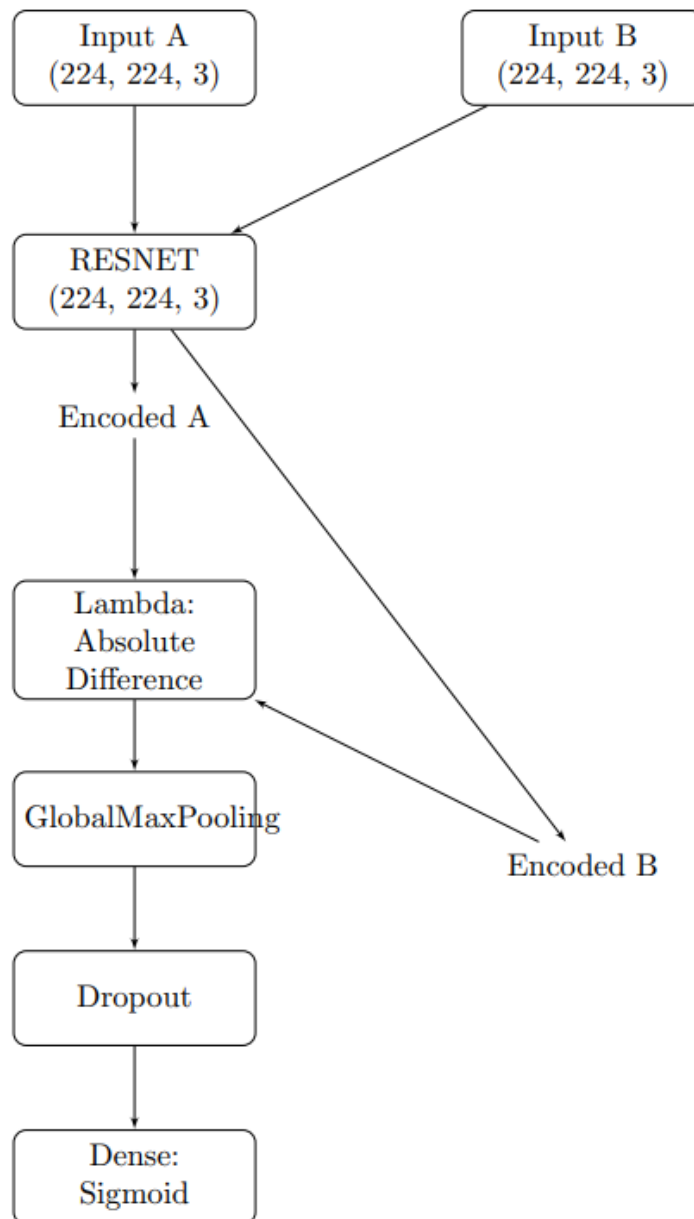 Input A
(224, 224, 3)
Input B
(224, 224, 3)
RESNET
(224, 224, 3)
Encoded A
Lambda:
Absolute
Difference
GlobalMaxPooling
Encoded B
Dropout
Dense:
Sigmoid